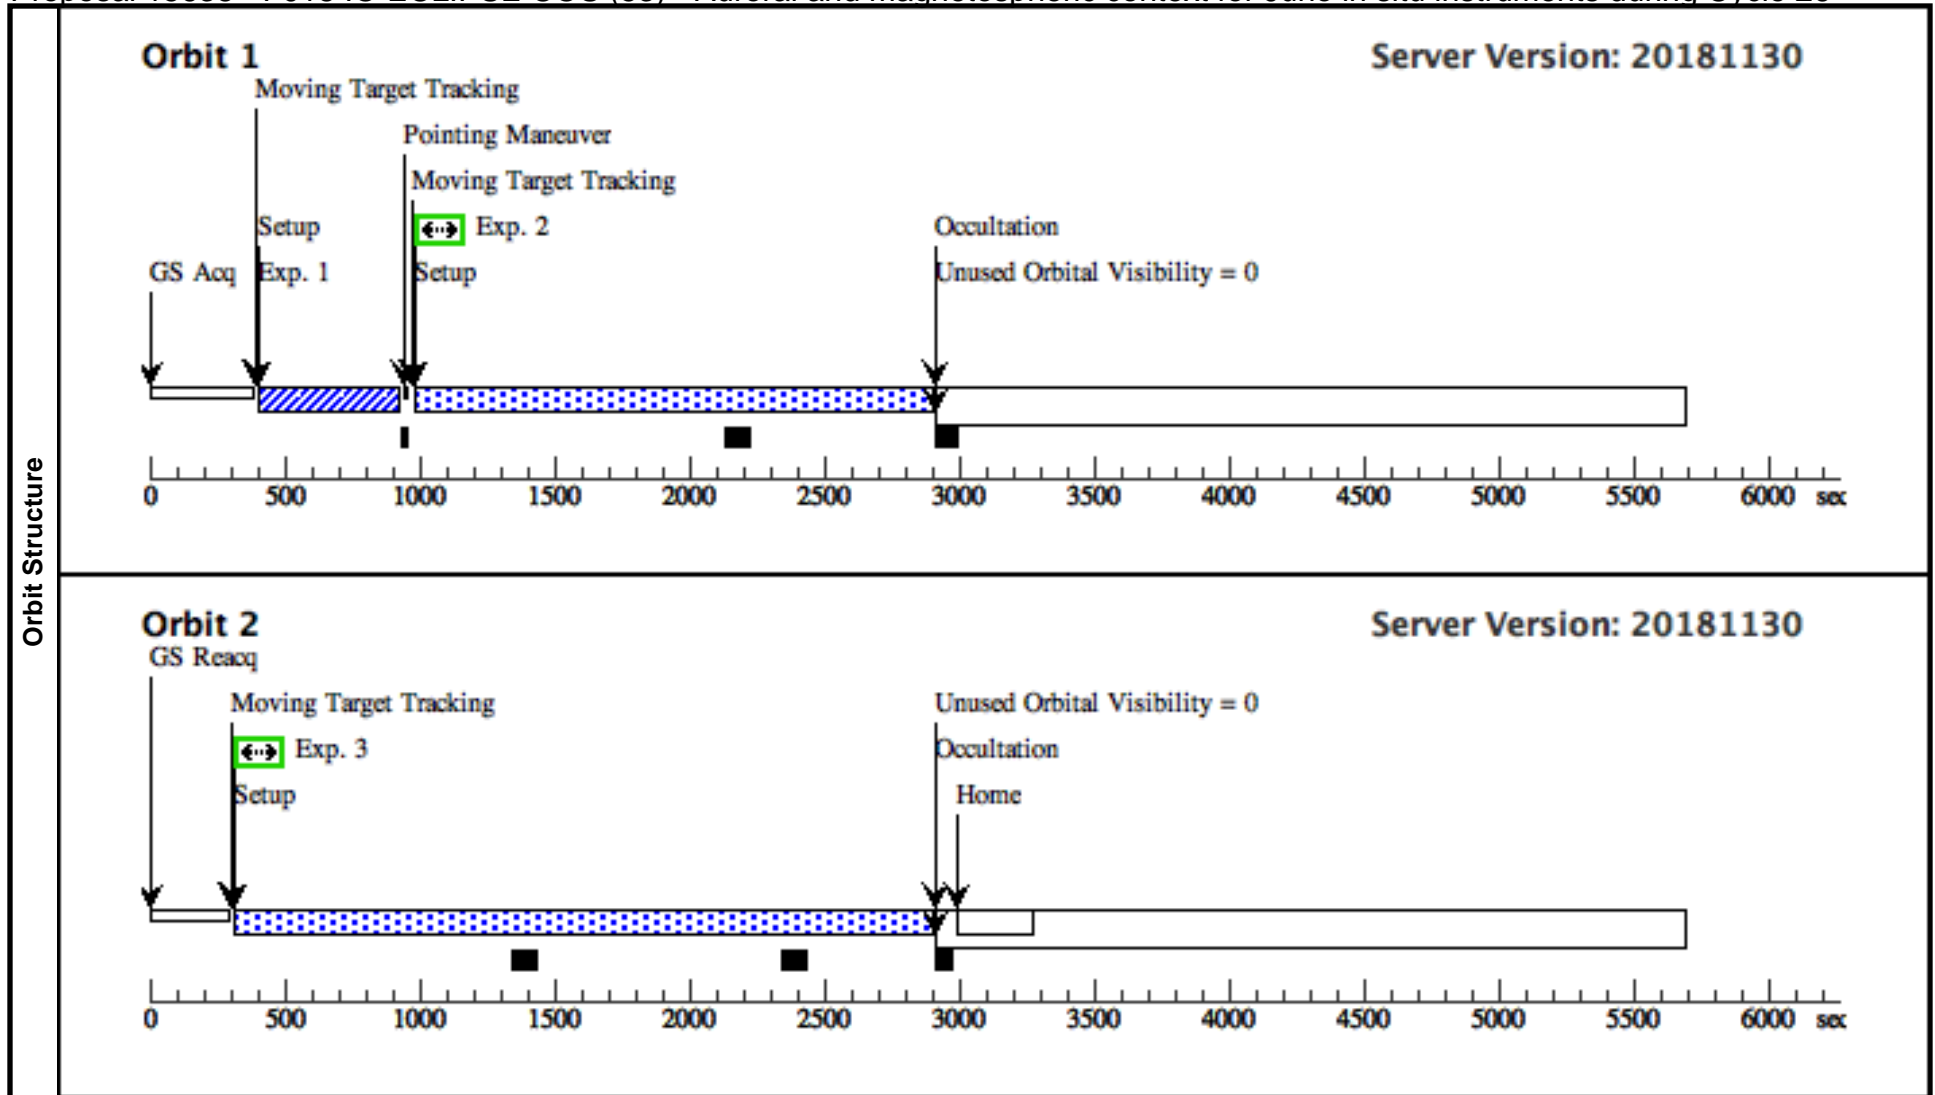 Orbit Structure
Orbit 1
Server Version: 20181130
Moving Target Tracking
Pointing Maneuver
Moving Target Tracking
Setup
Exp. 2
Occultation
GS Acq
Exp. 1
Setup
Unused Orbital Visibility = 0
0 500 1000 1500 2000 2500 3000 3500 4000 4500 5000 5500 6000 sec
Orbit 2
Server Version: 20181130
GS Reacq
Moving Target Tracking
Unused Orbital Visibility = 0
Exp. 3
Occultation
Setup
Home
0 500 1000 1500 2000 2500 3000 3500 4000 4500 5000 5500 6000 sec